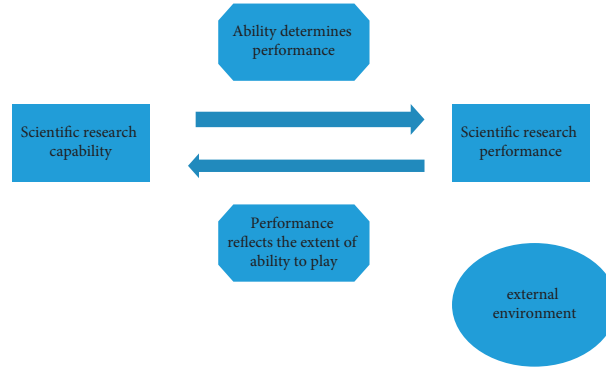 Ability determines
performance
Scientific research
capability
Scientific research
performance
Performance
reflects the extent of
ability to play
external
environment